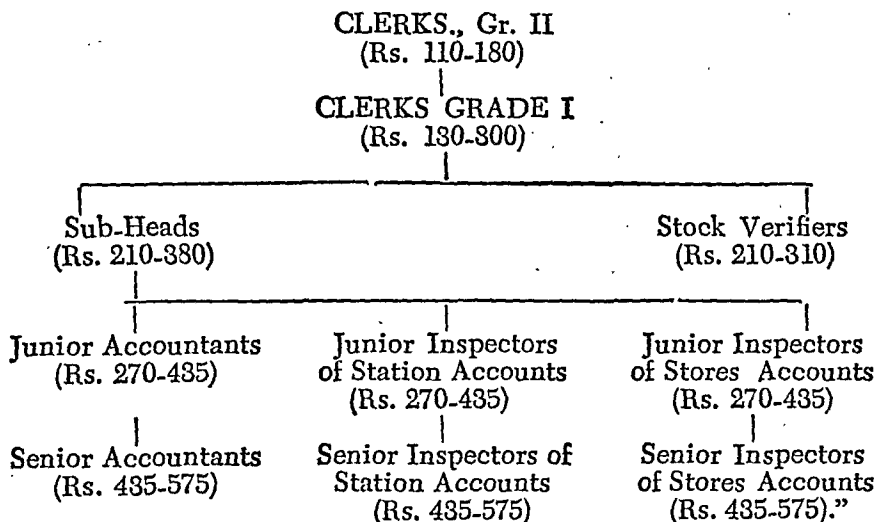 CLERKS., Gr. II
(Rs. 110-180)
CLERKS GRADE I
(Rs. 130-300)
Sub-Heads
(Rs. 210-380)
Stock Verifiers
(Rs. 210-310)
Junior Accountants
(Rs. 270-435)
Junior Inspectors
of Station Accounts
(Rs. 270-435)
Junior Inspectors
of Stores Accounts
(Rs. 270-435)
Senior Accountants
(Rs. 435-575)
Senior Inspectors of
Station Accounts
(Rs. 435-575)
Senior Inspectors
of Stores Accounts
(Rs. 435-575)."